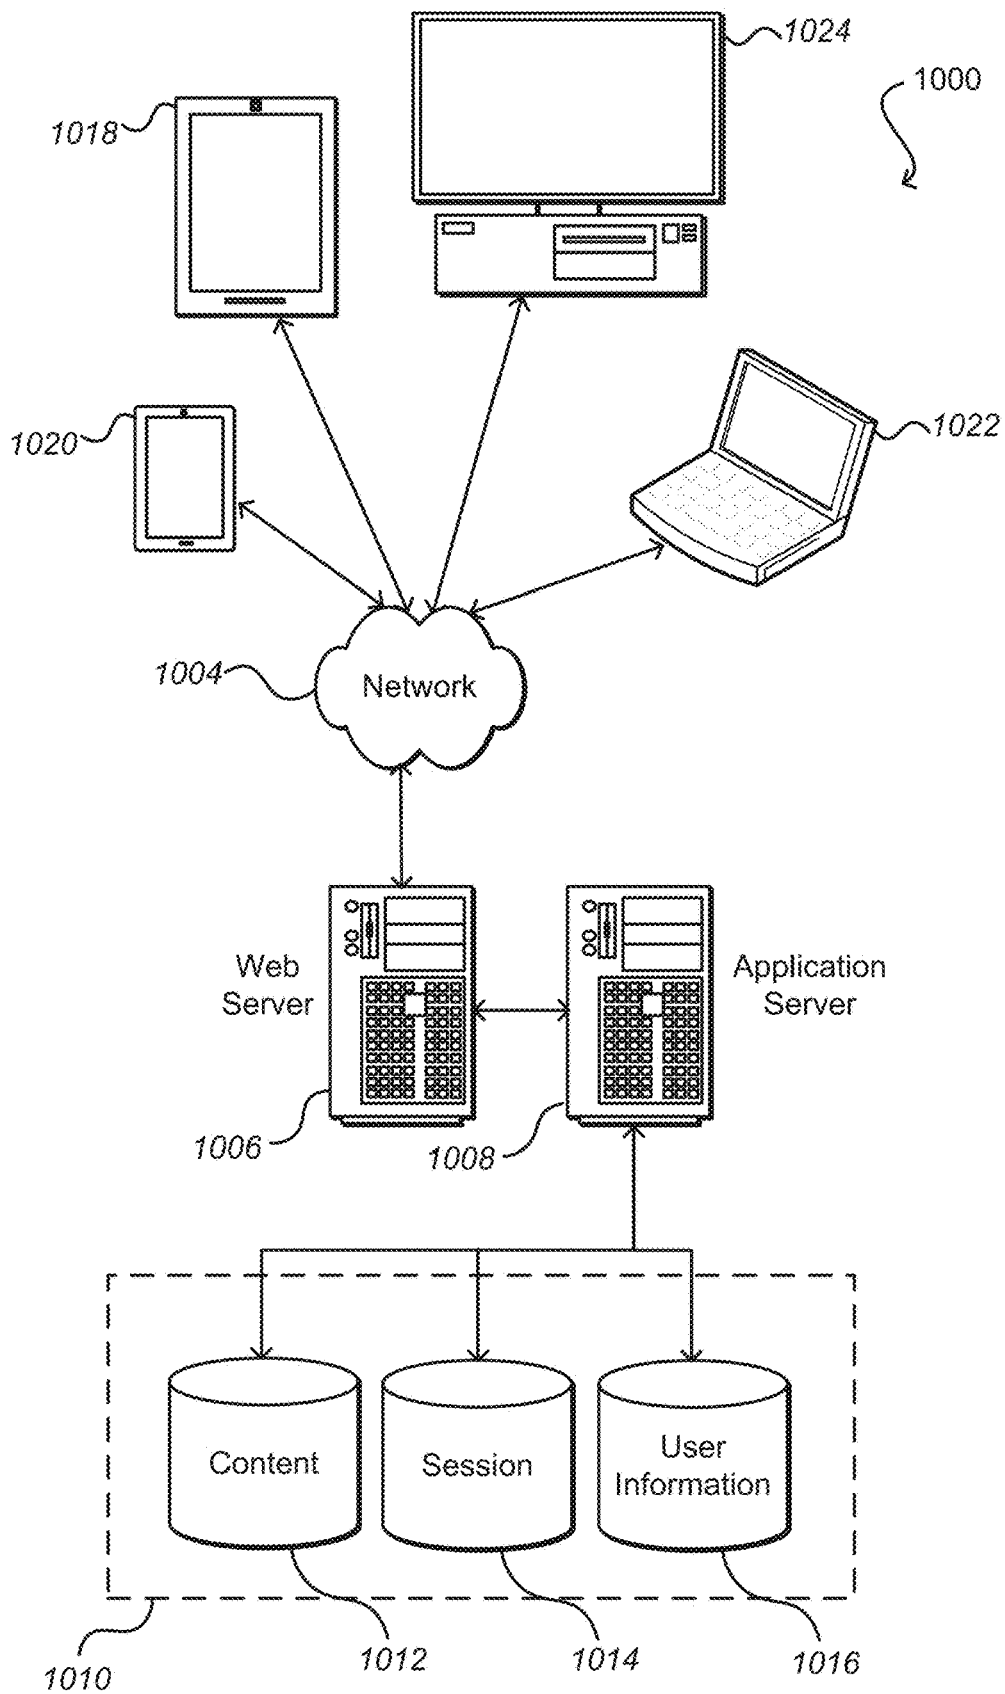 1024
1000
1018
1020
1022
1004
Network
Web
Server
Application
Server
1006
1008
Content
Session
User
Information
1010
1012
1014
1016